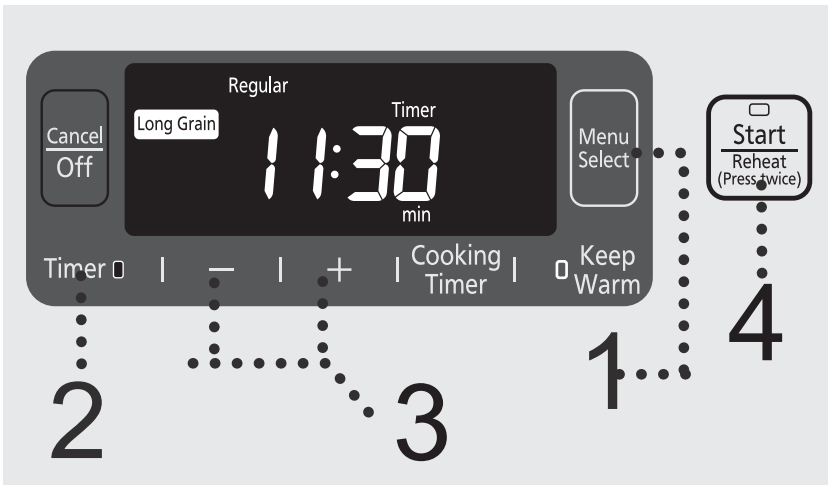 Regular
Long Grain
Timer
11:30
min
Cancel
Off
Menu
Select
Start
Reheat
(Press twice)
Timer
−
+
Cooking
Timer
Keep
Warm
1
2
3
4